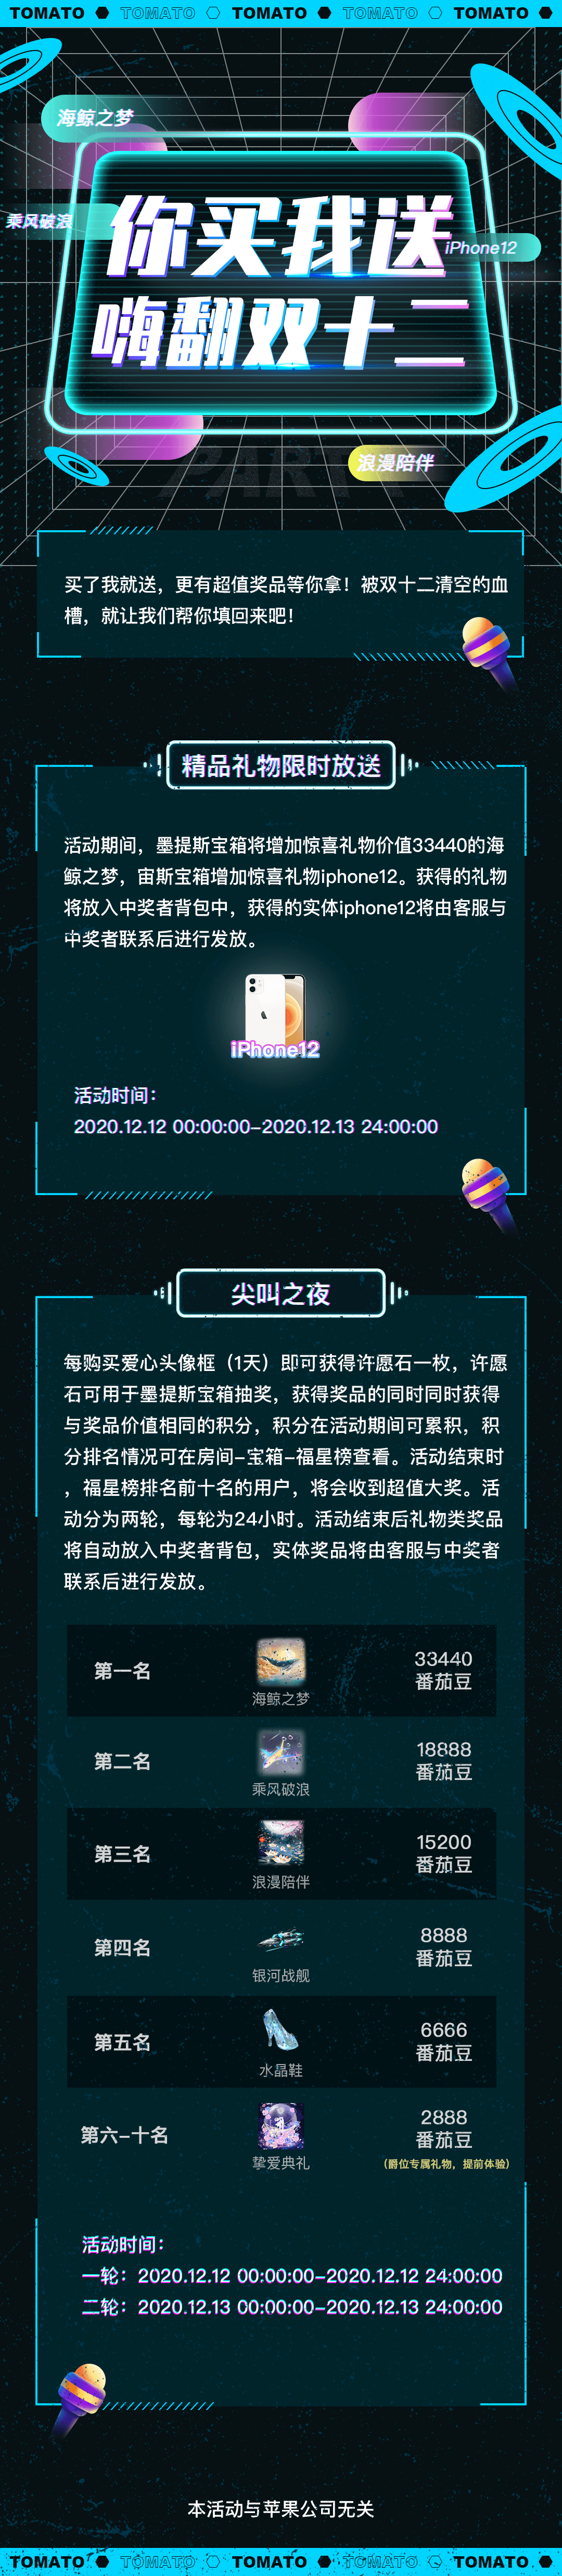 TOMATO TOMATO TOMATO TOMATO TOMATO
海鲸之梦
乘风破浪
你买我送
iPhone12
嗨翻双十二
浪漫陪伴
PARTY
买了我就送，更有超值奖品等你拿！被双十二清空的血
槽，就让我们帮你填回来吧！
精品礼物限时放送
活动期间，墨提斯宝箱将增加惊喜礼物价值33440的海
鲸之梦，宙斯宝箱增加惊喜礼物iphone12。获得的礼物
将放入中奖者背包中，获得的实体iphone12将由客服与
中奖者联系后进行发放。
iPhone12
活动时间：
2020.12.12 00:00:00-2020.12.13 24:00:00
尖叫之夜
每购买爱心头像框（1天）即可获得许愿石一枚，许愿
石可用于墨提斯宝箱抽奖，获得奖品的同时同时获得
与奖品价值相同的积分，积分在活动期间可累积，积
分排名情况可在房间-宝箱-福星榜查看。活动结束时
，福星榜排名前十名的用户，将会收到超值大奖。活
动分为两轮，每轮为24小时。活动结束后礼物类奖品
将自动放入中奖者背包，实体奖品将由客服与中奖者
联系后进行发放。
第一名
海鲸之梦
33440
番茄豆
第二名
乘风破浪
18888
番茄豆
第三名
浪漫陪伴
15200
番茄豆
第四名
银河战舰
8888
番茄豆
第五名
水晶鞋
6666
番茄豆
第六-十名
挚爱典礼
2888
番茄豆
（爵位专属礼物，提前体验）
活动时间：
一轮：2020.12.12 00:00:00-2020.12.12 24:00:00
二轮：2020.12.13 00:00:00-2020.12.13 24:00:00
本活动与苹果公司无关
TOMATO TOMATO TOMATO TOMATO TOMATO